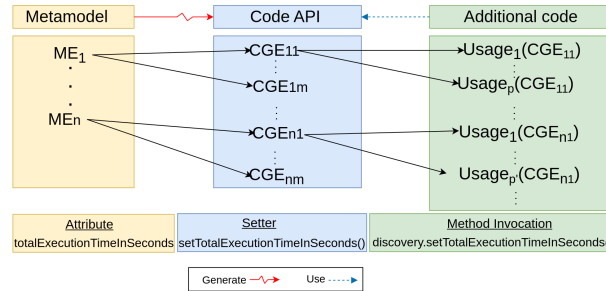 Metamodel
Code API
Additional code
ME1
CGE11
Usage1(CGE11)
CGE1m
Usagep(CGE11)
MEn
CGEn1
Usage1(CGEn1)
CGEnm
Usagep'(CGEn1)
Attribute
totalExecutionTimeInSeconds
Setter
setTotalExecutionTimeInSeconds()
Method Invocation
discovery.setTotalExecutionTimeInSeconds(
Generate
Use